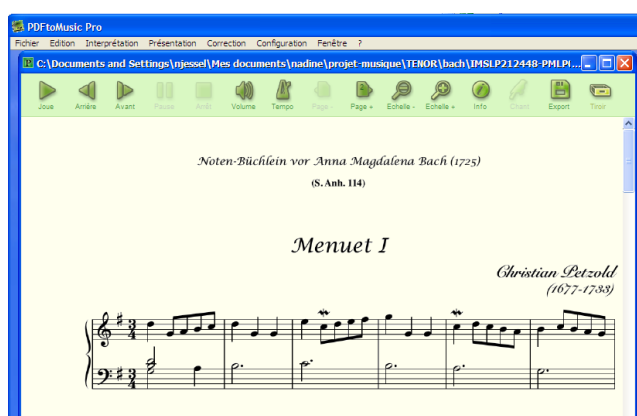 PDFtoMusic Pro
Fichier Edition Interprétation Présentation Correction Configuration Fenêtre ?
C:\Documents and Settings\njessel\Mes documents\nadine\projet-musique\TENOR\bach\IMSLP212448-PMLPI...
Joue Arrière Avant Pause Arrêt Volume Tempo Page - Page + Echelle - Echelle + Info Chant Export Tiroir
Noten-Büchlein vor Anna Magdalena Bach (1725)
(S. Anh. 114)
Menuet I
Christian Petzold
(1677-1733)